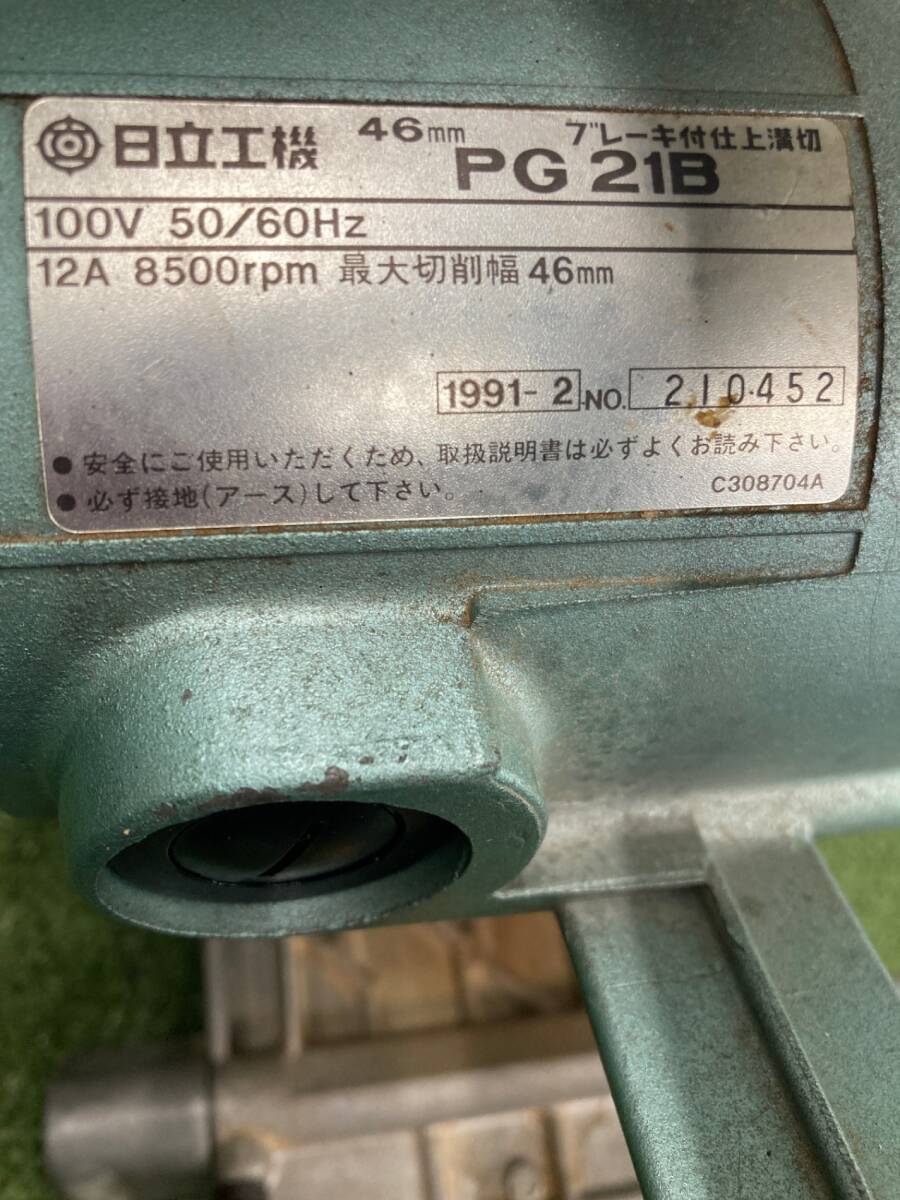 日立工機 46mm ブレーキ付仕上溝切
PG 21B
100V 50/60Hz
12A 8500rpm 最大切削幅 46mm
1991-2 NO. 210452
● 安全にご使用いただくため、取扱説明書は必ずよくお読み下さい。
● 必ず接地(アース)して下さい。
C308704A